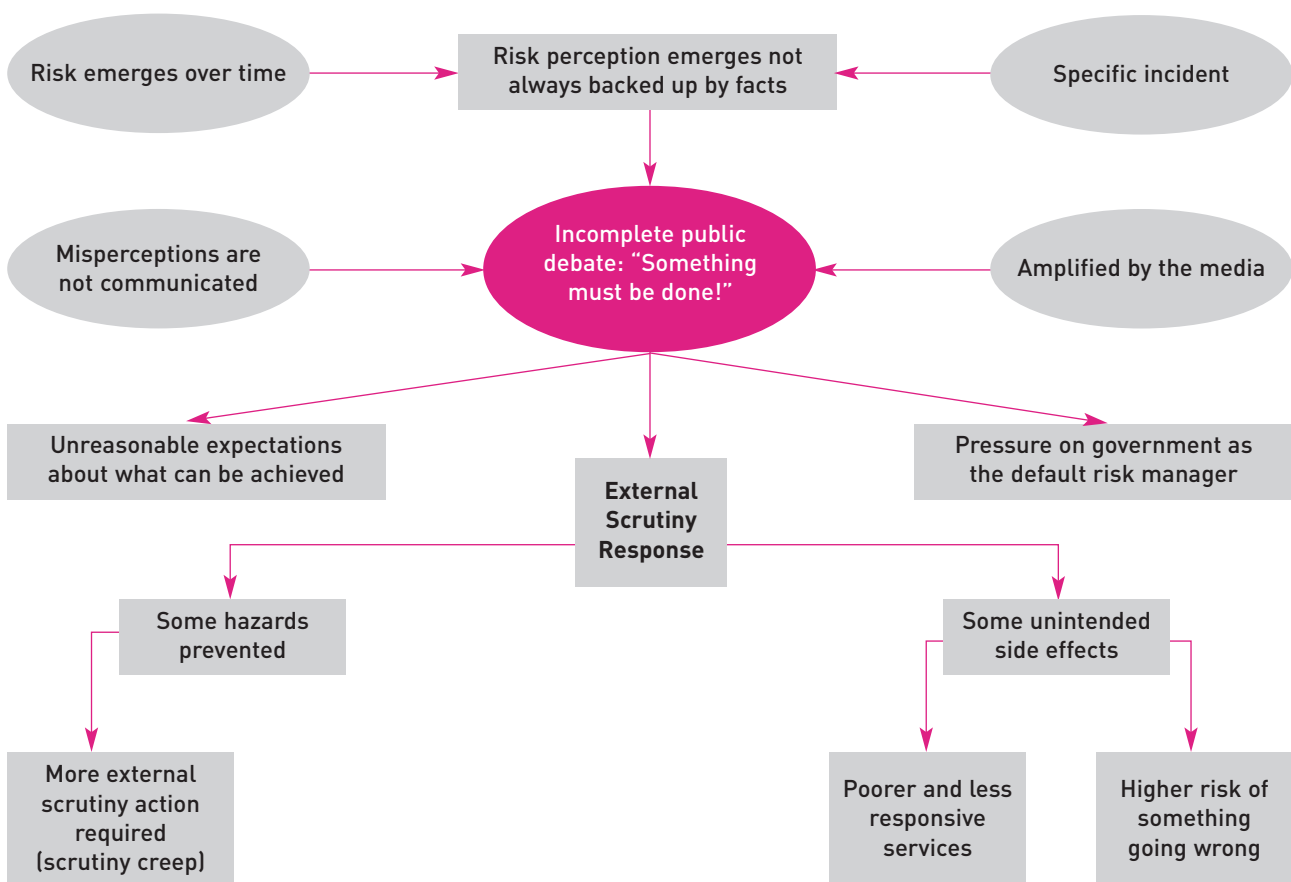 Risk emerges over time
Risk perception emerges not
always backed up by facts
Specific incident
Misperceptions are
not communicated
Incomplete public
debate: “Something
must be done!”
Amplified by the media
Unreasonable expectations
about what can be achieved
External
Scrutiny
Response
Pressure on government as
the default risk manager
Some hazards
prevented
Some unintended
side effects
More external
scrutiny action
required
(scrutiny creep)
Poorer and less
responsive
services
Higher risk of
something
going wrong